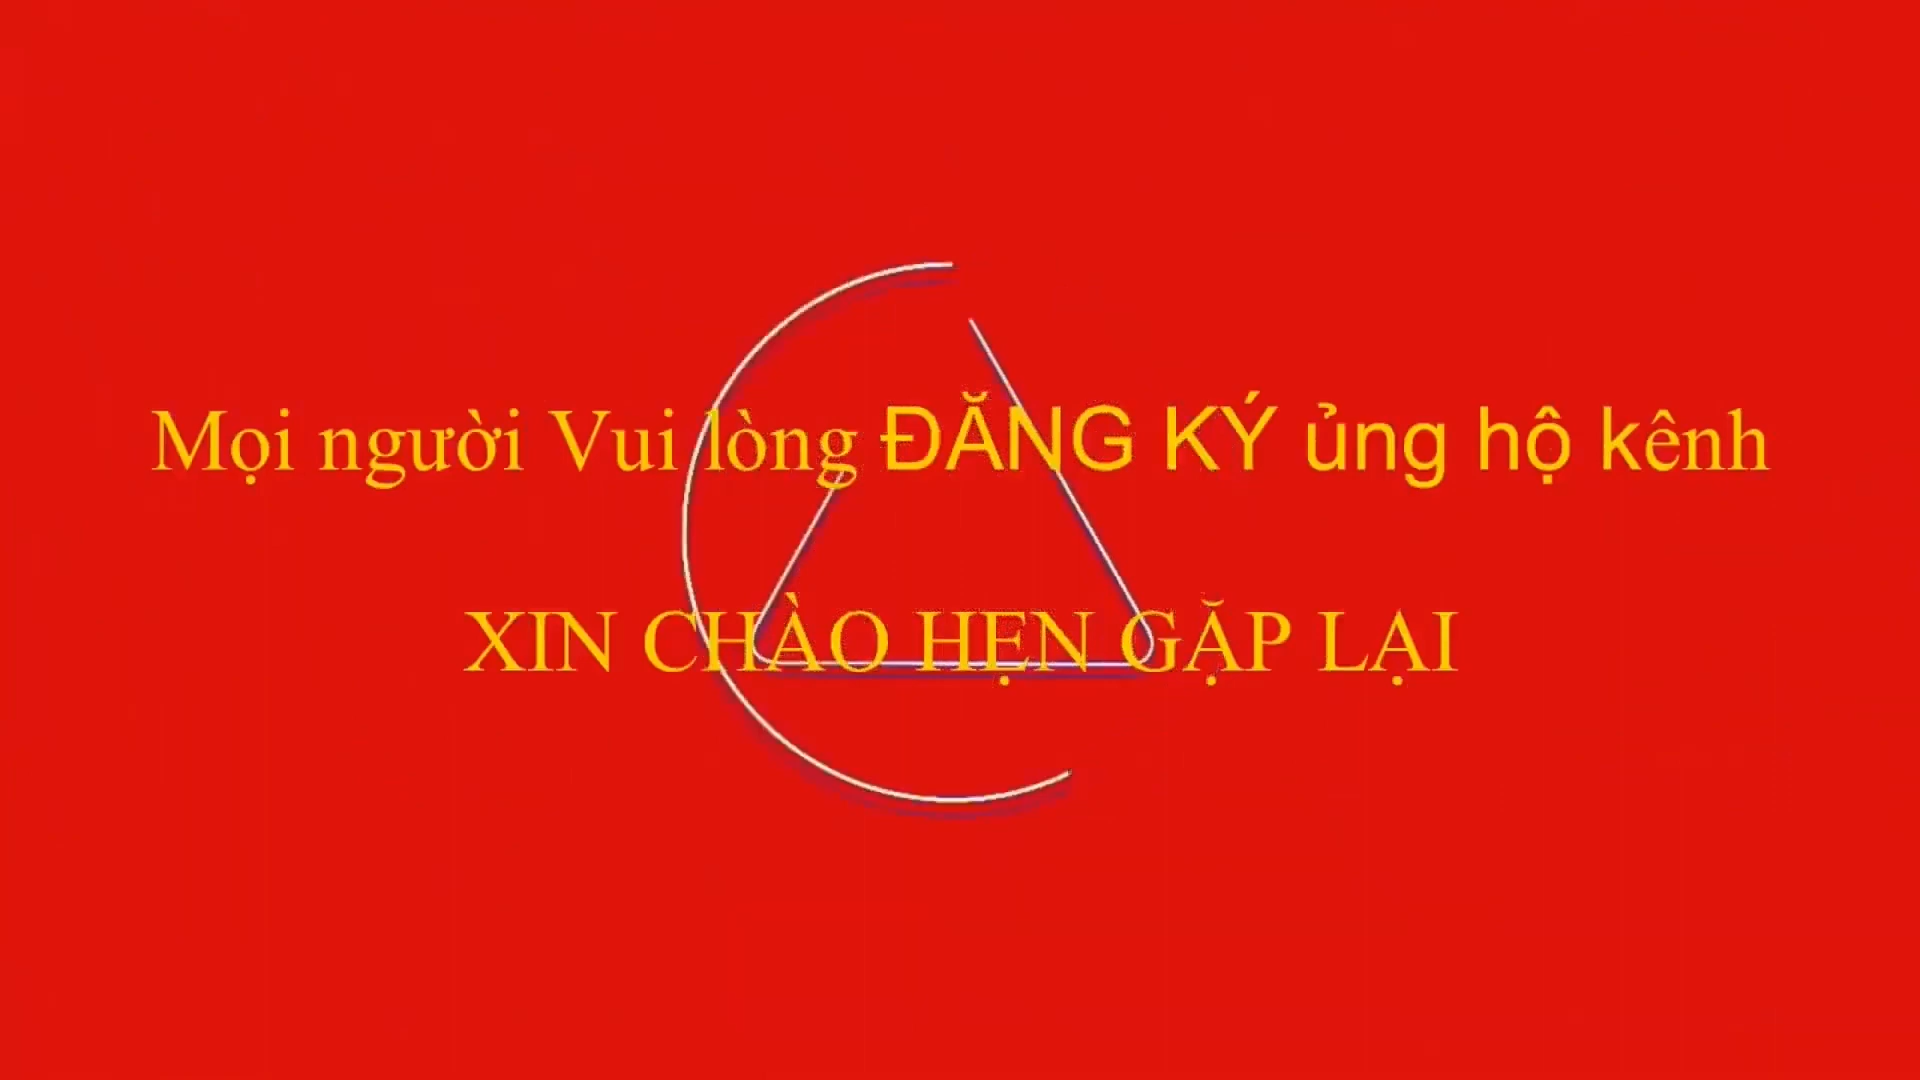 Mọi người Vui lòng ĐĂNG KÝ ủng hộ kênh
XIN CHÀO HẸN GẶP LẠI